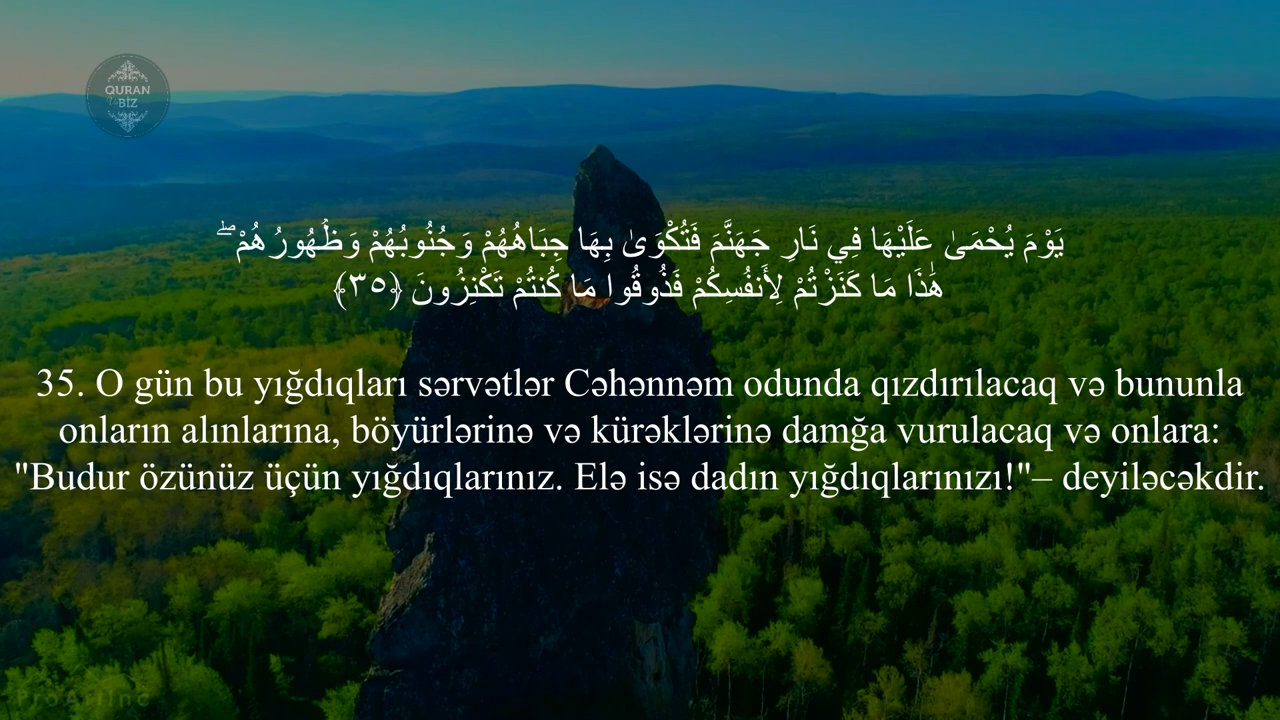 QURAN
BİZ
يَوْمَ يُحْمَىٰ عَلَيْهَا فِي نَارِ جَهَنَّمَ فَتُكْوَىٰ بِهَا جِبَاهُهُمْ وَجُنُوبُهُمْ وَظُهُورُهُمْ ۖ
هَٰذَا مَا كَنَزْتُمْ لِأَنفُسِكُمْ فَذُوقُوا مَا كُنتُمْ تَكْنِزُونَ ﴿٣٥﴾
35. O gün bu yığdıqları sərvətlər Cəhənnəm odunda qızdırılacaq və bununla
onların alınlarına, böyürlərinə və kürəklərinə damğa vurulacaq və onlara:
"Budur özünüz üçün yığdıqlarınız. Elə isə dadın yığdıqlarınızı!"– deyiləcəkdir.